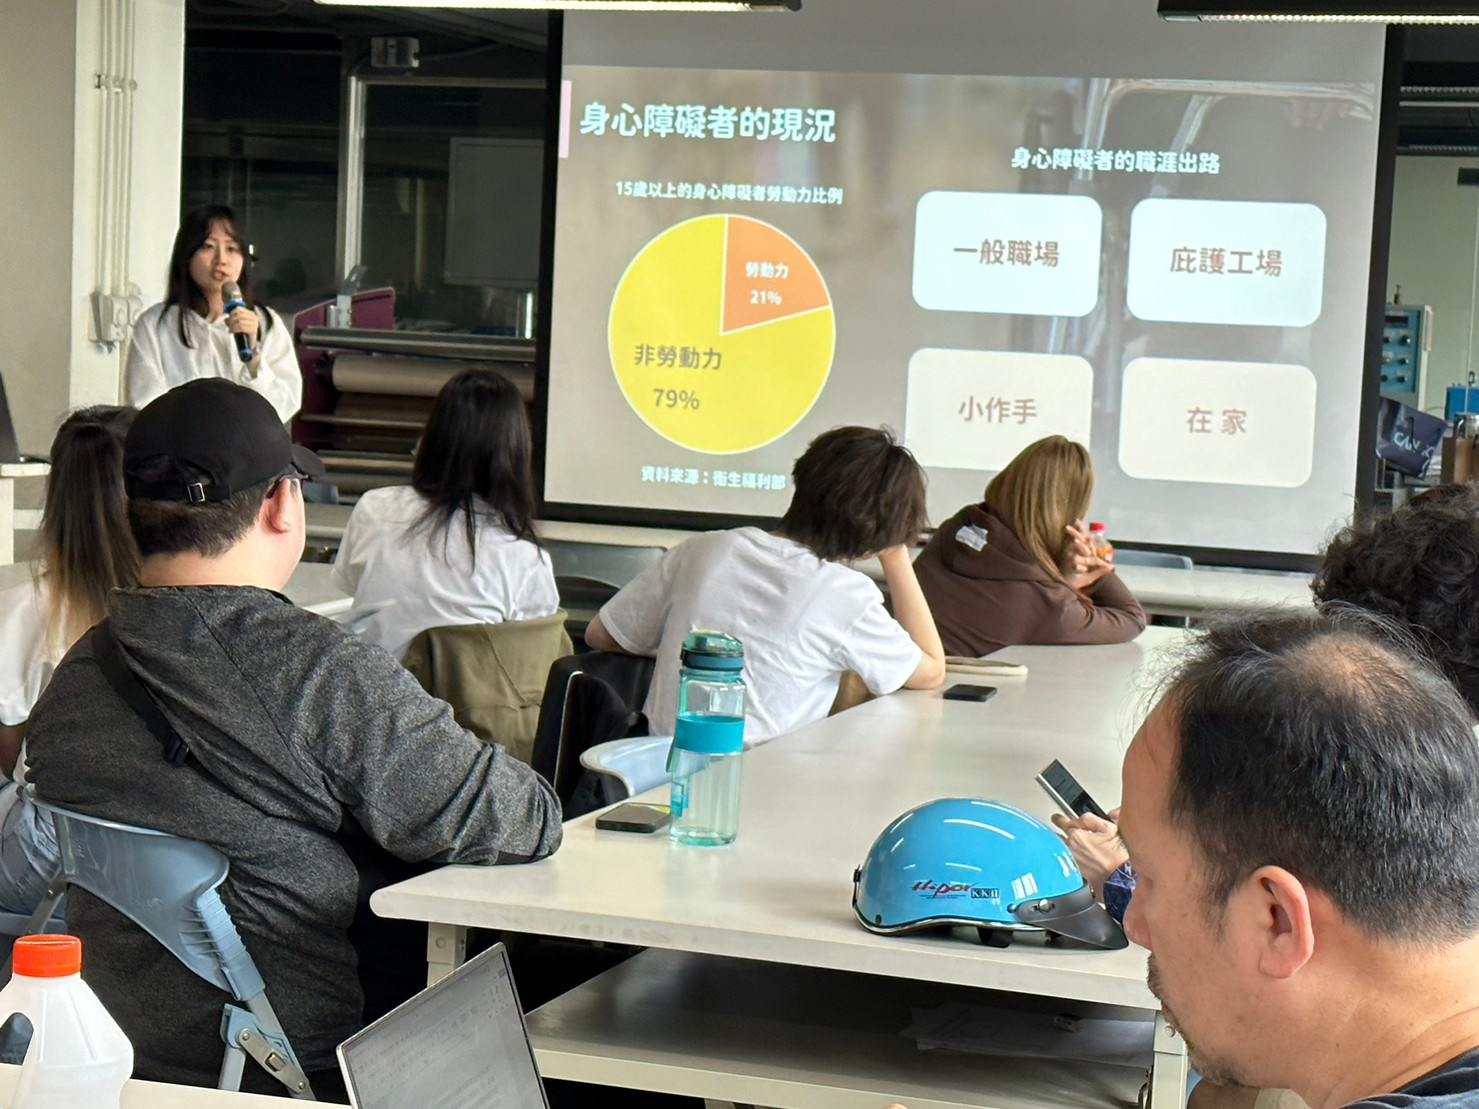 身心障礙者的現況
15歲以上的身心障礙者勞動力比例
勞動力
21%
非勞動力
79%
資料來源：衛生福利部
身心障礙者的職涯出路
一般職場
庇護工場
小作手
在家
KKII